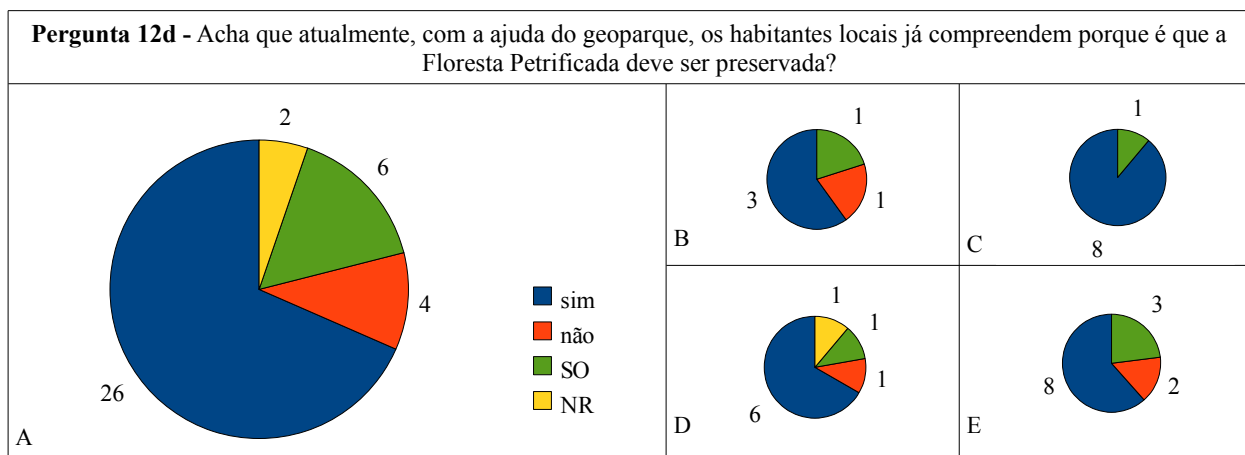 Pergunta 12d - Acha que atualmente, com a ajuda do geoparque, os habitantes locais já compreendem porque é que a
Floresta Petrificada deve ser preservada?
2
6
4
26
sim
não
SO
NR
A
1
3
1
B
1
8
C
1
1
1
6
D
3
8
2
E